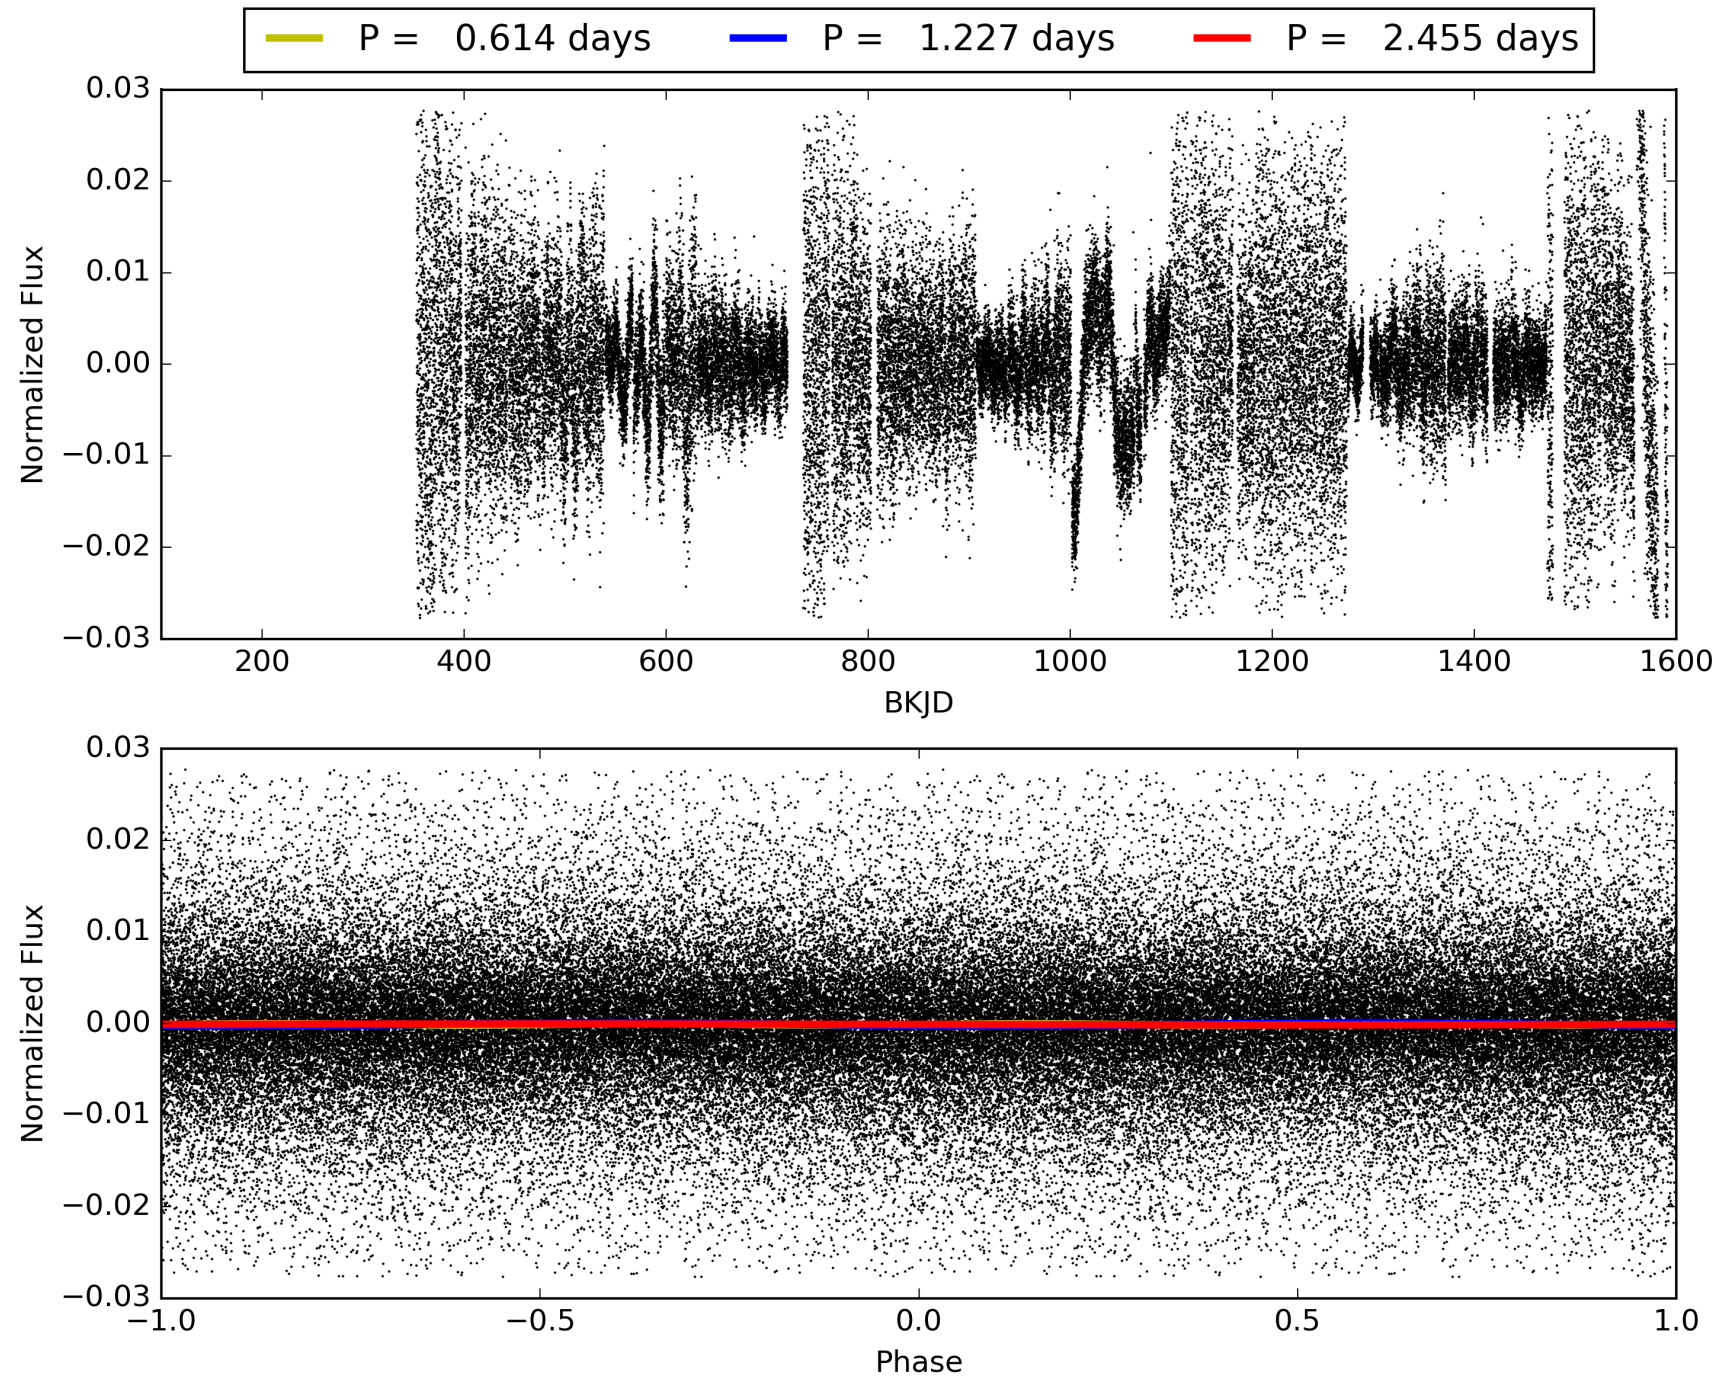 P = 0.614 days P = 1.227 days P = 2.455 days
0.03
0.02
0.01
0.00
−0.01
−0.02
−0.03
Normalized Flux
200 400 600 800 1000 1200 1400 1600
BKJD
0.03
0.02
0.01
0.00
−0.01
−0.02
−0.03
Normalized Flux
−1.0 −0.5 0.0 0.5 1.0
Phase